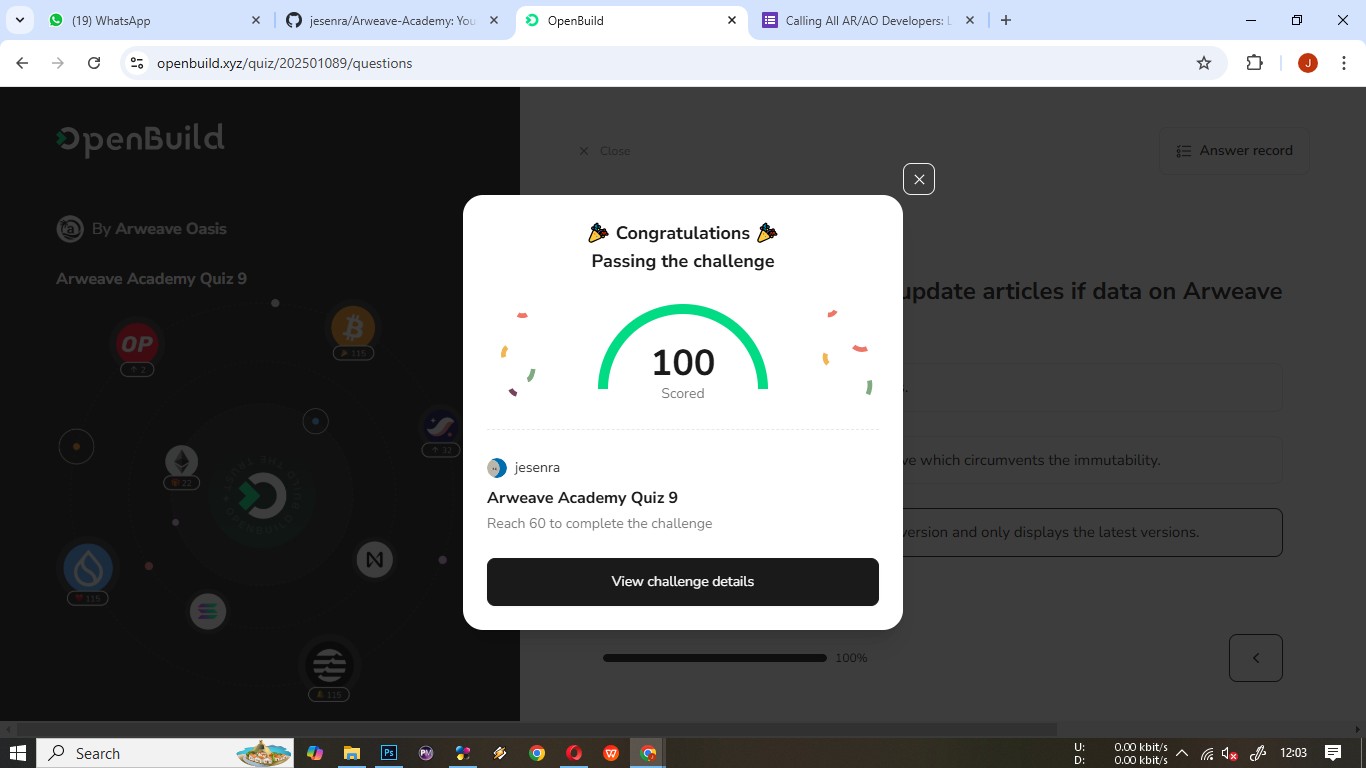 (19) WhatsApp
jesenra/Arweave-Academy: You
OpenBuild
Calling All AR/AO Developers: L
openbuild.xyz/quiz/202501089/questions
J
OpenBuild
Close
Answer record
By Arweave Oasis
Arweave Academy Quiz 9
🎉 Congratulations 🎉
Passing the challenge
update articles if data on Arweave
OP
2
115
100
Scored
32
22
which circumvents the immutability.
jesenra
Arweave Academy Quiz 9
Reach 60 to complete the challenge
version and only displays the latest versions.
View challenge details
115
115
100%
Search
Ps
U: 0.00 kbit/s
D: 0.00 kbit/s
12:03